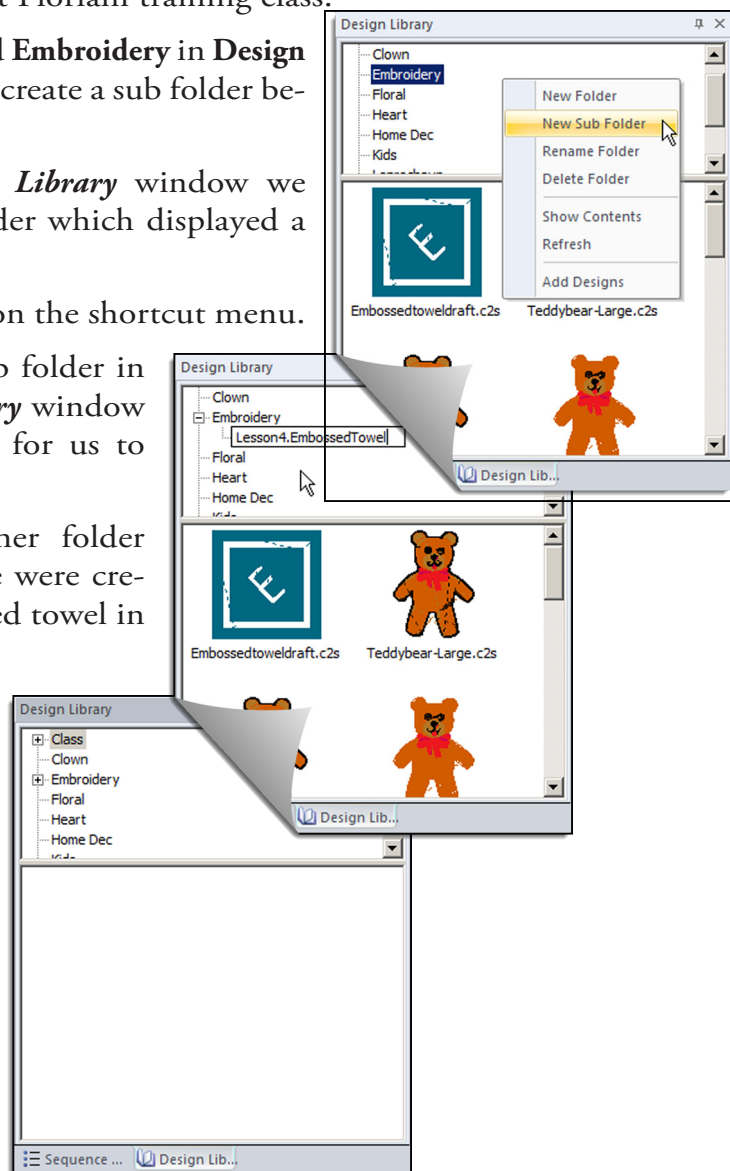 t Floriani training class.
d Embroidery in Design
create a sub folder be-
Library window we
der which displayed a
on the shortcut menu.
b folder in
ry window
for us to
ner folder
e were cre-
ed towel in
Design Library
Clown
Embroidery
Floral
Heart
Home Dec
Kids
New Folder
New Sub Folder
Rename Folder
Delete Folder
Show Contents
Refresh
Add Designs
E
Embossedtoweldraft.c2s Teddybear-Large.c2s
Design Lib...
Design Library
Clown
Embroidery
Lesson4.EmbossedTowel
Floral
Heart
Home Dec
Kids
E
Embossedtoweldraft.c2s Teddybear-Large.c2s
Design Lib...
Design Library
Class
Clown
Embroidery
Floral
Heart
Home Dec
Kids
Sequence ... Design Lib...